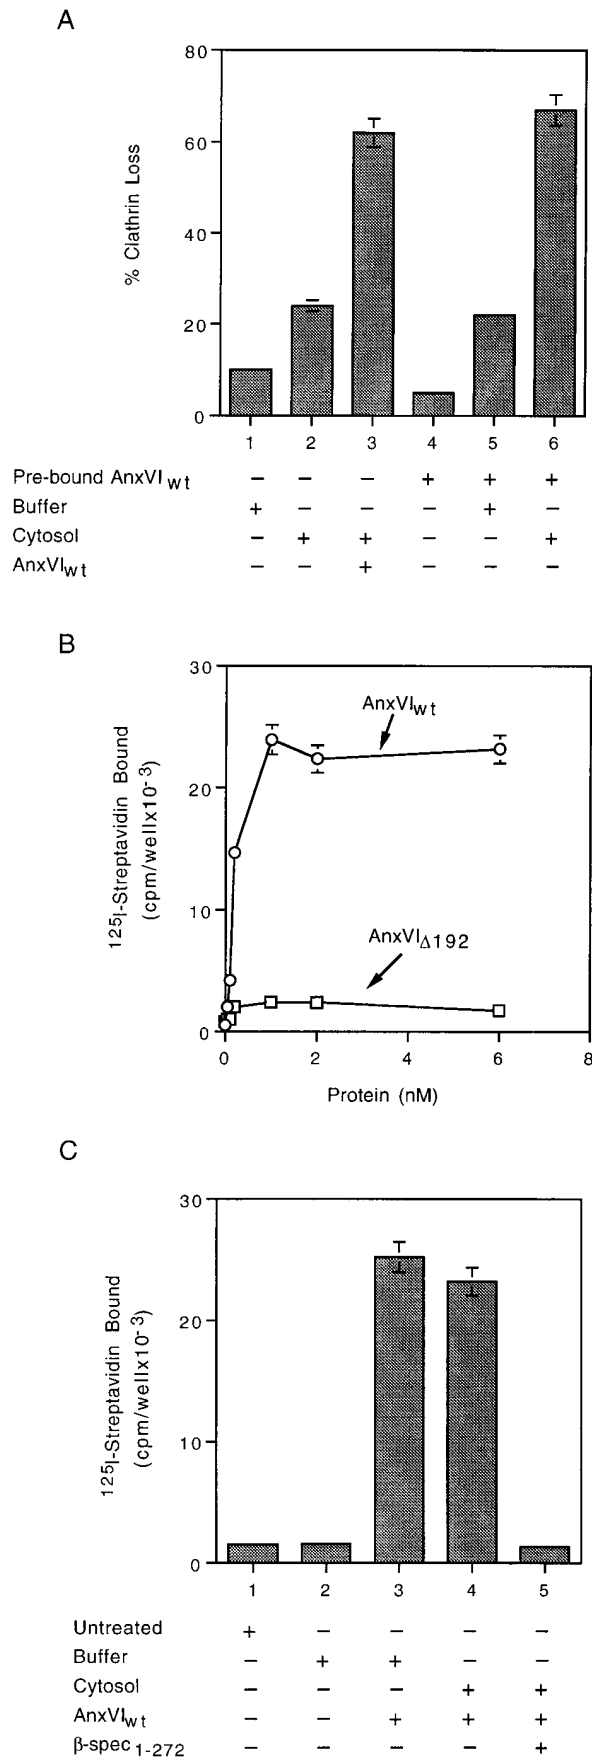 A
80
60
40
20
0
% Clathrin Loss
1 2 3 4 5 6
Pre-bound AnxVIwt − − − + + +
Buffer + − − − + −
Cytosol − + + − − +
AnxVIwt − − + − − −
B
30
20
10
0
125I-Streptavidin Bound
(cpm/wellx10-3)
AnxVIwt
AnxVIΔ192
0 2 4 6 8
Protein (nM)
C
30
20
10
0
125I-Streptavidin Bound
(cpm/wellx10-3)
1 2 3 4 5
Untreated + − − − −
Buffer − + + − −
Cytosol − − − + +
AnxVIwt − − + + +
β-spec1-272 − − − − +